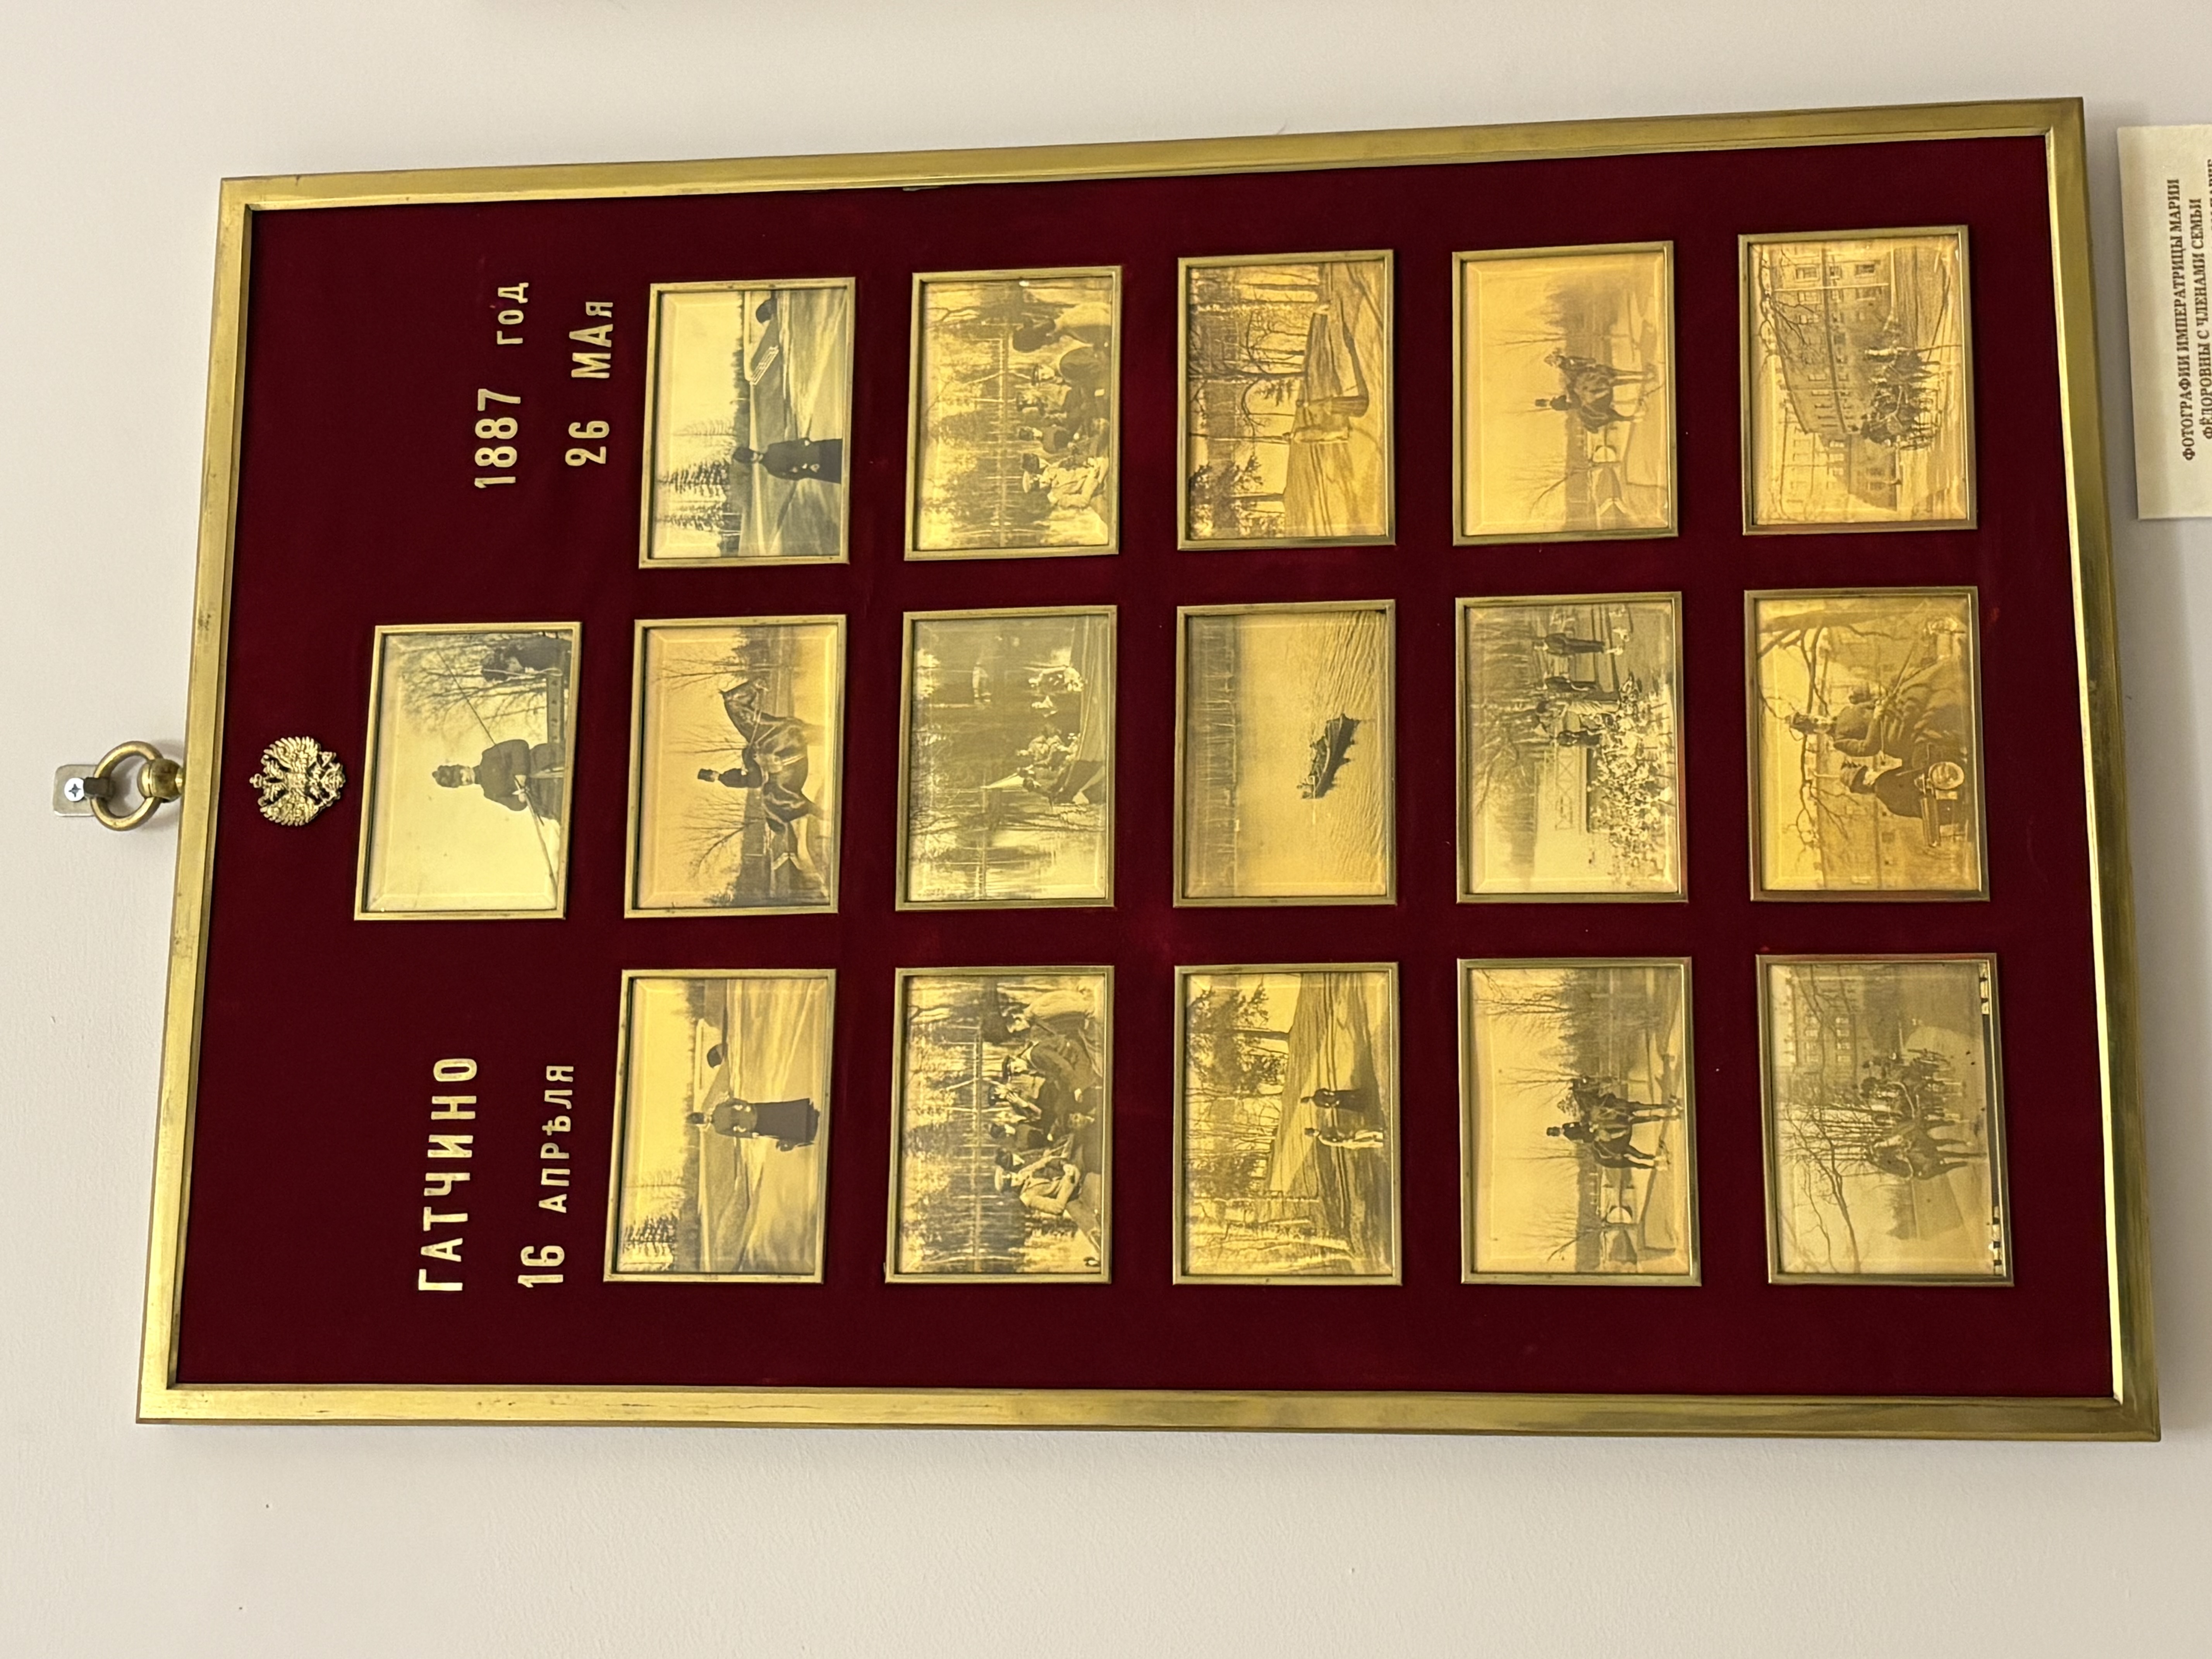 ГАТЧИНО
1887 год
16 АПРѢЛЯ
26 МАя
ФОТОГРАФИИ ИМПЕРАТРИЦЫ МАРИИ
ФЁДОРОВНЫ С ЧЛЕНАМИ СЕМЬИ